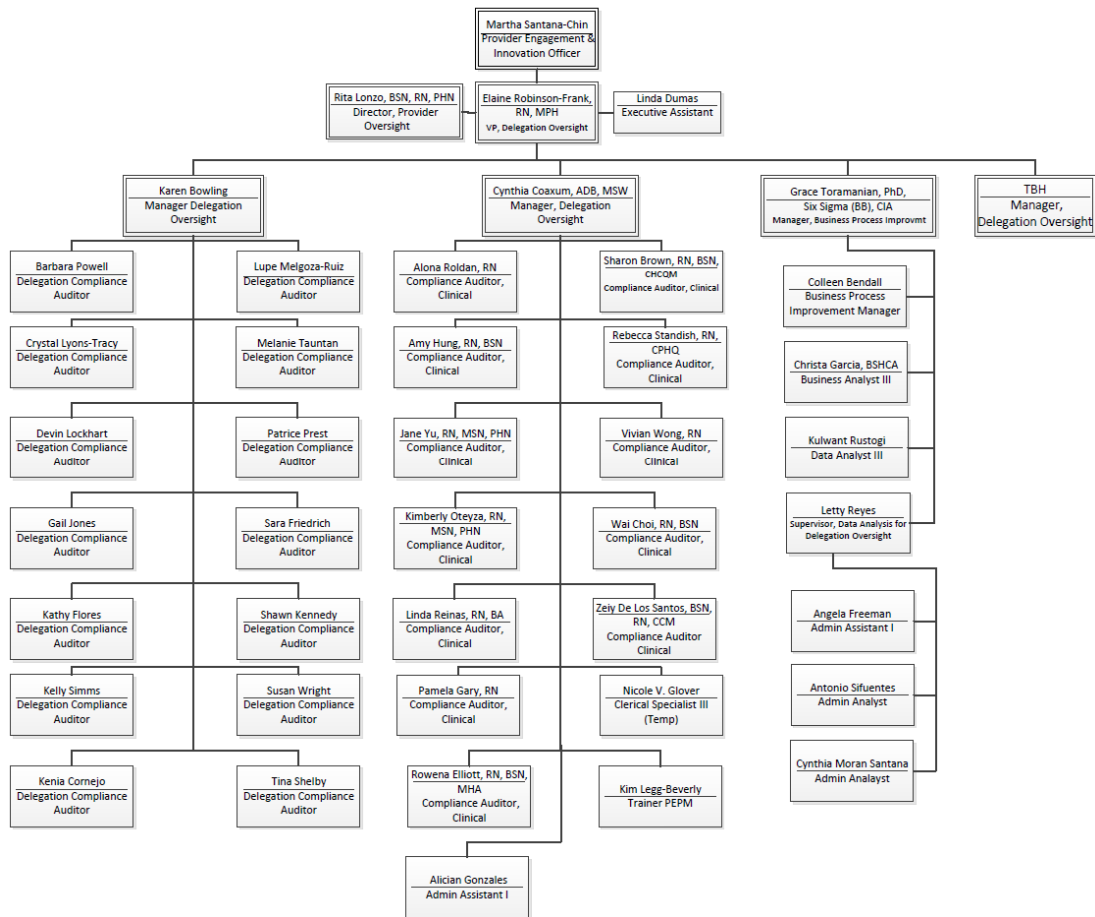 Martha Santana-Chin
Provider Engagement &
Innovation Officer
Rita Lonzo, BSN, RN, PHN
Director, Provider
Oversight
Elaine Robinson-Frank,
RN, MPH
VP, Delegation Oversight
Linda Dumas
Executive Assistant
Karen Bowling
Manager Delegation
Oversight
Cynthia Coaxum, ADB, MSW
Manager, Delegation
Oversight
Grace Toramanian, PhD,
Six Sigma (BB), CIA
Manager, Business Process Improvmt
TBH
Manager,
Delegation Oversight
Barbara Powell
Delegation Compliance
Auditor
Lupe Melgoza-Ruiz
Delegation Compliance
Auditor
Crystal Lyons-Tracy
Delegation Compliance
Auditor
Melanie Tauntan
Delegation Compliance
Auditor
Devin Lockhart
Delegation Compliance
Auditor
Patrice Prest
Delegation Compliance
Auditor
Gail Jones
Delegation Compliance
Auditor
Sara Friedrich
Delegation Compliance
Auditor
Kathy Flores
Delegation Compliance
Auditor
Shawn Kennedy
Delegation Compliance
Auditor
Kelly Simms
Delegation Compliance
Auditor
Susan Wright
Delegation Compliance
Auditor
Kenia Cornejo
Delegation Compliance
Auditor
Tina Shelby
Delegation Compliance
Auditor
Alona Roldan, RN
Compliance Auditor,
Clinical
Sharon Brown, RN, BSN,
CHCQM
Compliance Auditor, Clinical
Amy Hung, RN, BSN
Compliance Auditor,
Clinical
Rebecca Standish, RN,
CPHQ
Compliance Auditor,
Clinical
Jane Yu, RN, MSN, PHN
Compliance Auditor,
Clinical
Vivian Wong, RN
Compliance Auditor,
Clinical
Kimberly Oteyza, RN,
MSN, PHN
Compliance Auditor,
Clinical
Wai Choi, RN, BSN
Compliance Auditor,
Clinical
Linda Reinas, RN, BA
Compliance Auditor,
Clinical
Zeiy De Los Santos, BSN,
RN, CCM
Compliance Auditor
Clinical
Pamela Gary, RN
Compliance Auditor,
Clinical
Nicole V. Glover
Clerical Specialist III
(Temp)
Rowena Elliott, RN, BSN,
MHA
Compliance Auditor,
Clinical
Kim Legg-Beverly
Trainer PEPM
Alician Gonzales
Admin Assistant I
Colleen Bendall
Business Process
Improvement Manager
Christa Garcia, BSHCA
Business Analyst III
Kulwant Rustogi
Data Analyst III
Letty Reyes
Supervisor, Data Analysis for
Delegation Oversight
Angela Freeman
Admin Assistant I
Antonio Sifuentes
Admin Analyst
Cynthia Moran Santana
Admin Analayst